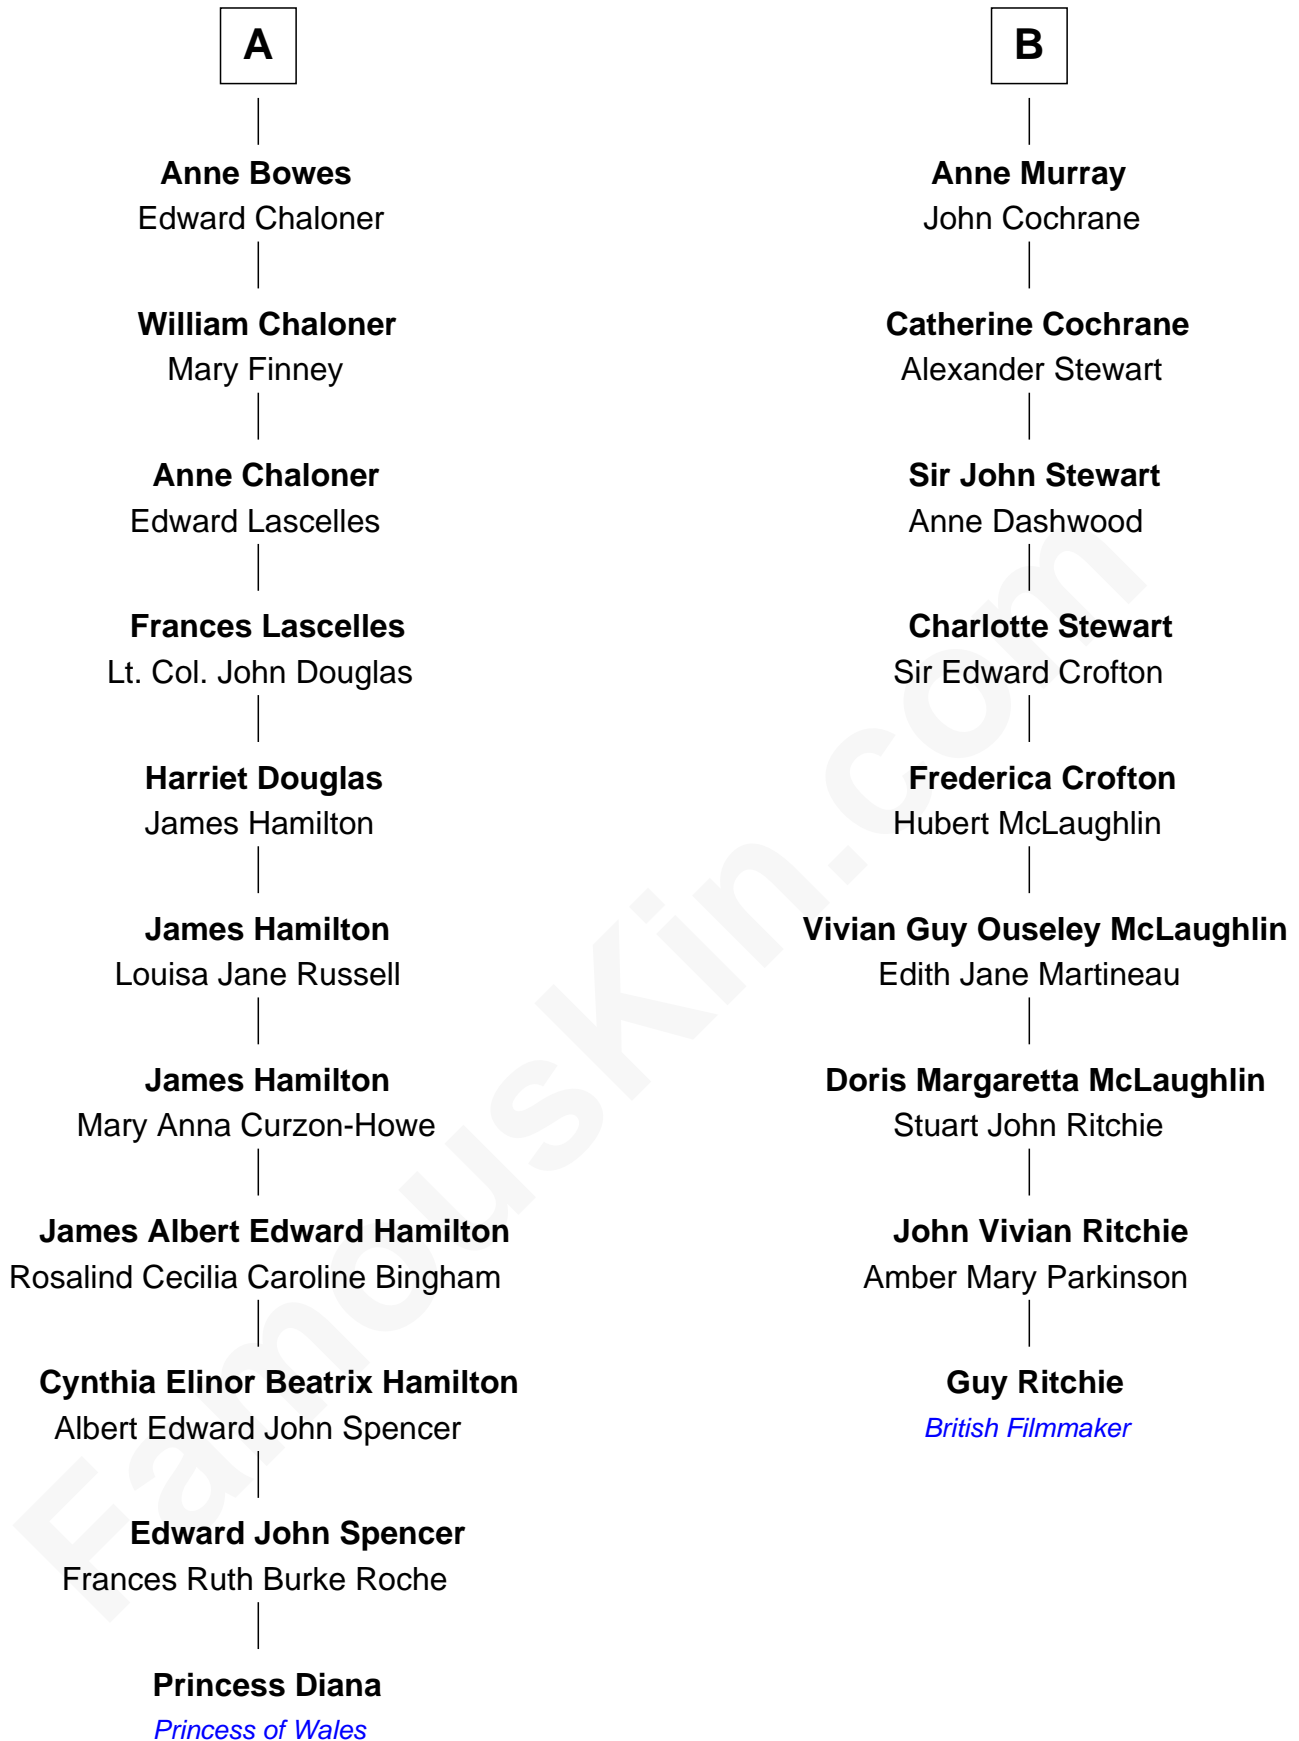 A
Anne Bowes
Edward Chaloner
William Chaloner
Mary Finney
Anne Chaloner
Edward Lascelles
Frances Lascelles
Lt. Col. John Douglas
Harriet Douglas
James Hamilton
James Hamilton
Louisa Jane Russell
James Hamilton
Mary Anna Curzon-Howe
James Albert Edward Hamilton
Rosalind Cecilia Caroline Bingham
Cynthia Elinor Beatrix Hamilton
Albert Edward John Spencer
Edward John Spencer
Frances Ruth Burke Roche
Princess Diana
Princess of Wales
B
Anne Murray
John Cochrane
Catherine Cochrane
Alexander Stewart
Sir John Stewart
Anne Dashwood
Charlotte Stewart
Sir Edward Crofton
Frederica Crofton
Hubert McLaughlin
Vivian Guy Ouseley McLaughlin
Edith Jane Martineau
Doris Margaretta McLaughlin
Stuart John Ritchie
John Vivian Ritchie
Amber Mary Parkinson
Guy Ritchie
British Filmmaker
FamousKin.com